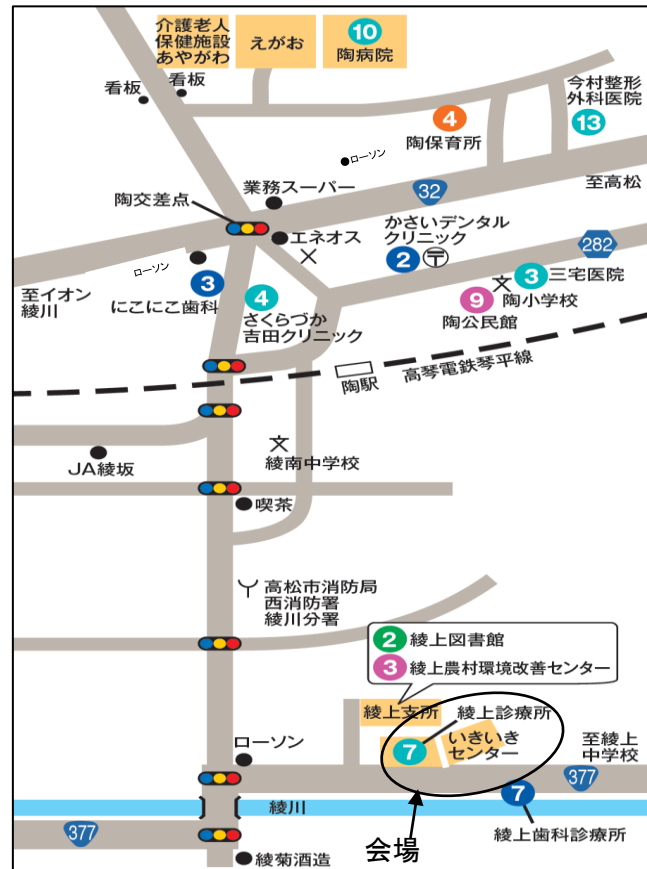 介護老人
保健施設
あやがわ
えがお
10
陶病院
看板
看板
今村整形
外科医院
13
4
陶保育所
ローソン
業務スーパー
32
至高松
陶交差点
エネオス
かさいデンタル
クリニック
2
282
ローソン
3
にこにこ歯科
至イオン
綾川
4
さくらづか
吉田クリニック
3
三宅医院
9
陶小学校
陶公民館
陶駅
高琴電鉄琴平線
JA綾坂
綾南中学校
喫茶
高松市消防局
西消防署
綾川分署
2 綾上図書館
3 綾上農村環境改善センター
綾上支所
綾上診療所
7
いきいき
センター
至綾上
中学校
ローソン
377
7
綾川
綾上歯科診療所
377
会場
綾菊酒造